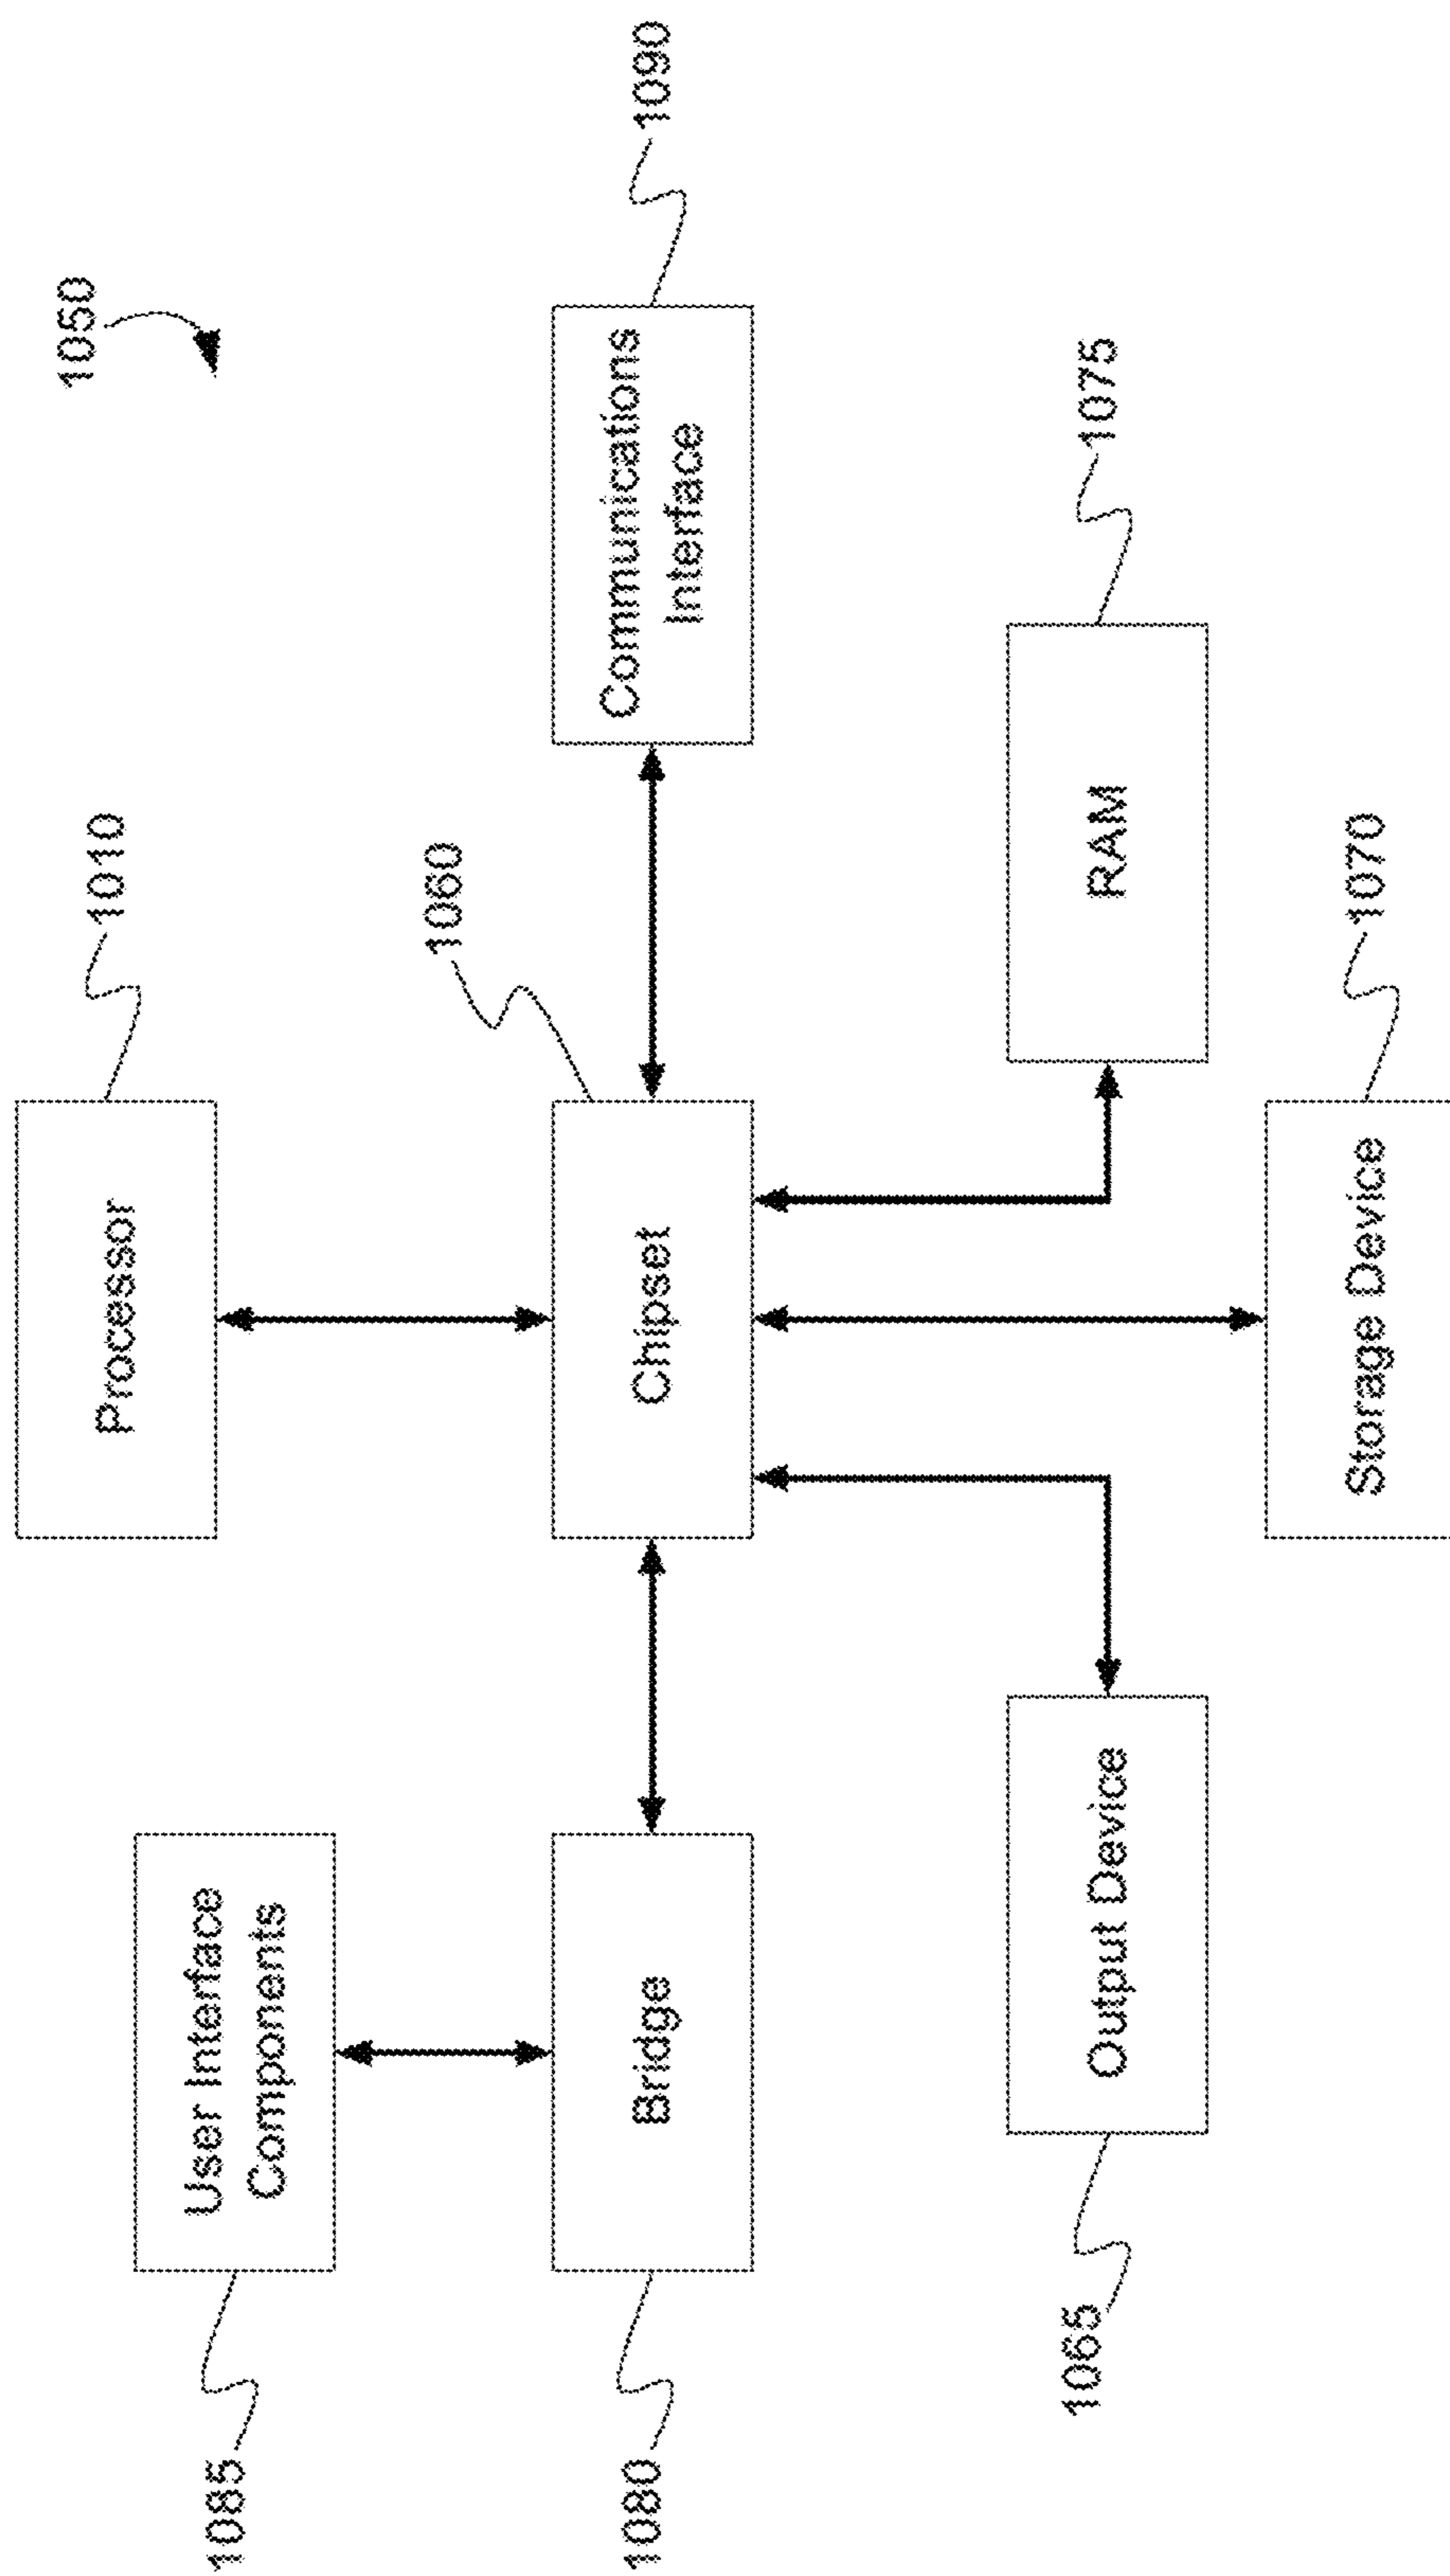 1050
Processor
1010
User Interface
Components
1085
1060
Chipset
Communications
Interface
1090
Bridge
1080
RAM
1075
Output Device
1065
Storage Device
1070